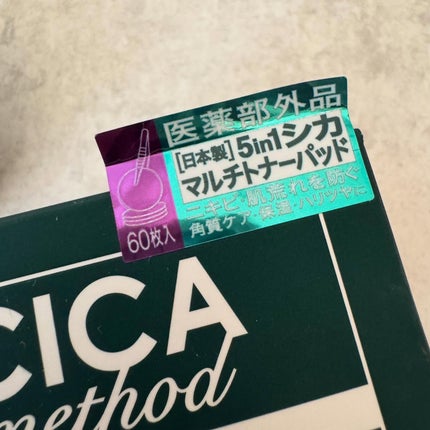 医薬部外品
[日本製] 5in1シカ
マルチトナーパッド
ニキビ・肌荒れを防ぐ
角質ケア・保湿・ハリツヤに
60枚入
CICA
method